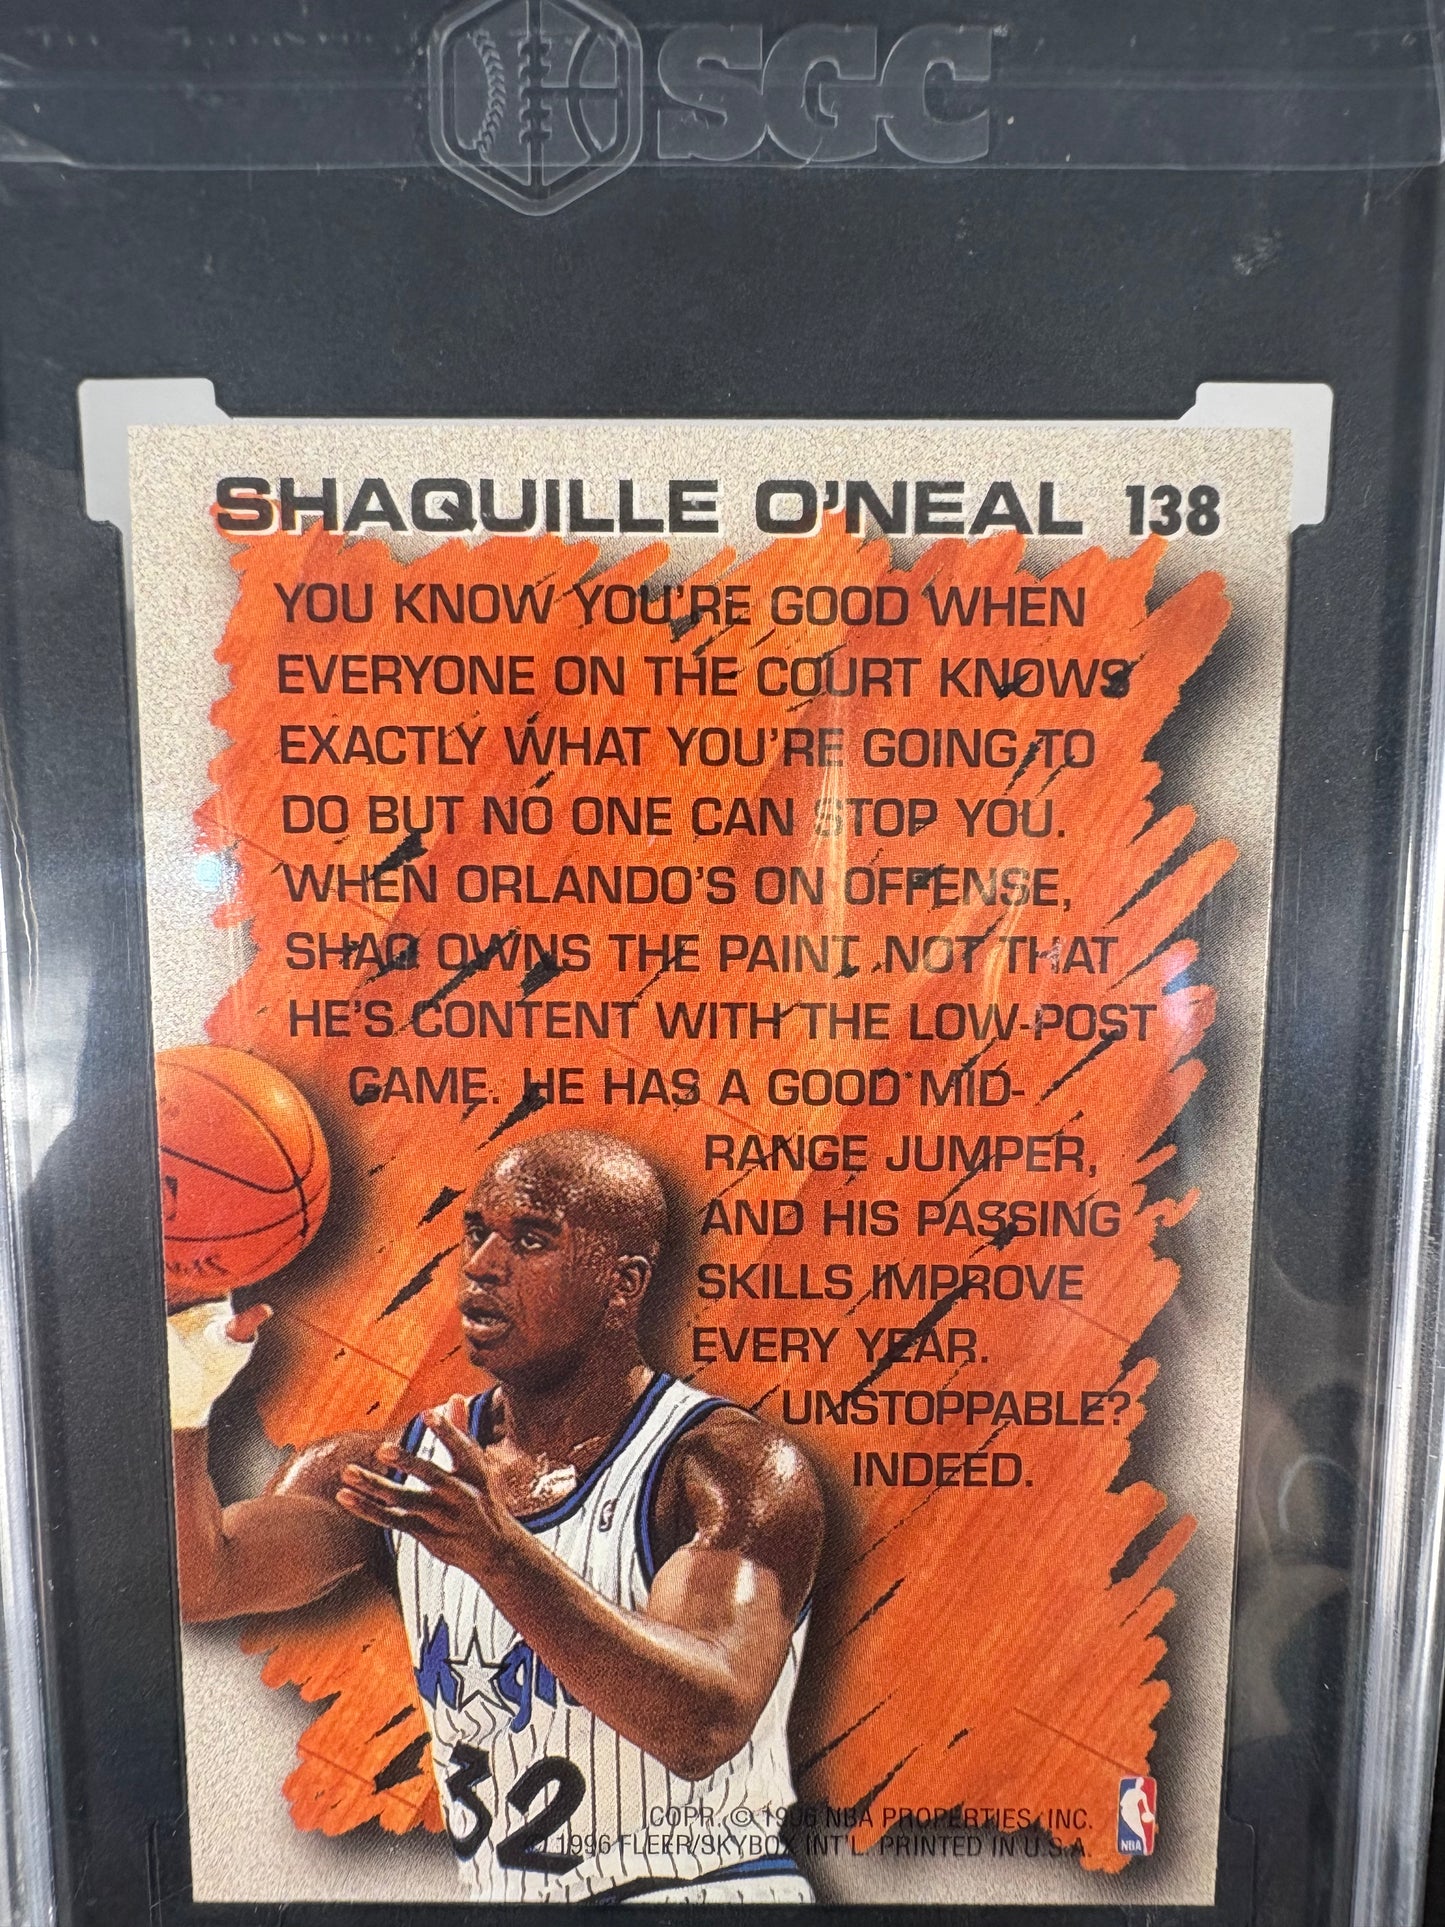 SGC
SHAQUILLE O'NEAL 138
YOU KNOW YOU'RE GOOD WHEN
EVERYONE ON THE COURT KNOWS
EXACTLY WHAT YOU'RE GOING TO
DO BUT NO ONE CAN STOP YOU.
WHEN ORLANDO'S ON OFFENSE,
SHAQ OWNS THE PAINT. NOT THAT
HE'S CONTENT WITH THE LOW-POST
GAME. HE HAS A GOOD MID-
RANGE JUMPER,
AND HIS PASSING
SKILLS IMPROVE
EVERY YEAR.
UNSTOPPABLE?
INDEED.
Magic
32
COPR. © 1996 NBA PROPERTIES, INC.
© 1996 FLEER/SKYBOX INT'L. PRINTED IN U.S.A.
NBA